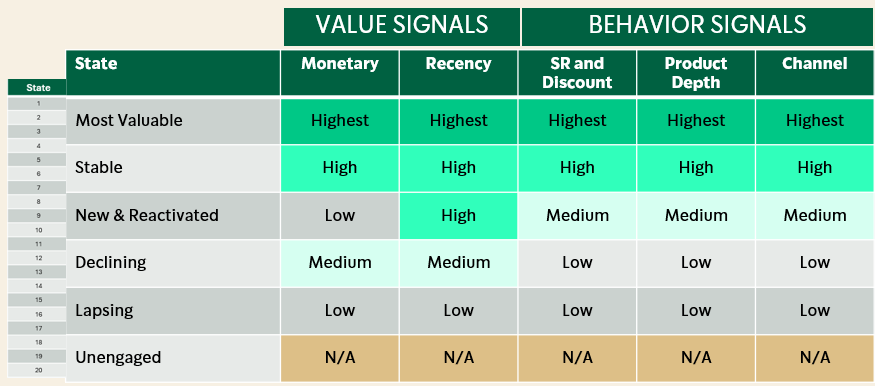 VALUE SIGNALS BEHAVIOR SIGNALS
State Monetary Recency SR and Discount Product Depth Channel
Most Valuable Highest Highest Highest Highest Highest
Stable High High High High High
New & Reactivated Low High Medium Medium Medium
Declining Medium Medium Low Low Low
Lapsing Low Low Low Low Low
Unengaged N/A N/A N/A N/A N/A
State
1
2
3
4
5
6
7
8
9
10
11
12
13
14
15
16
17
18
19
20